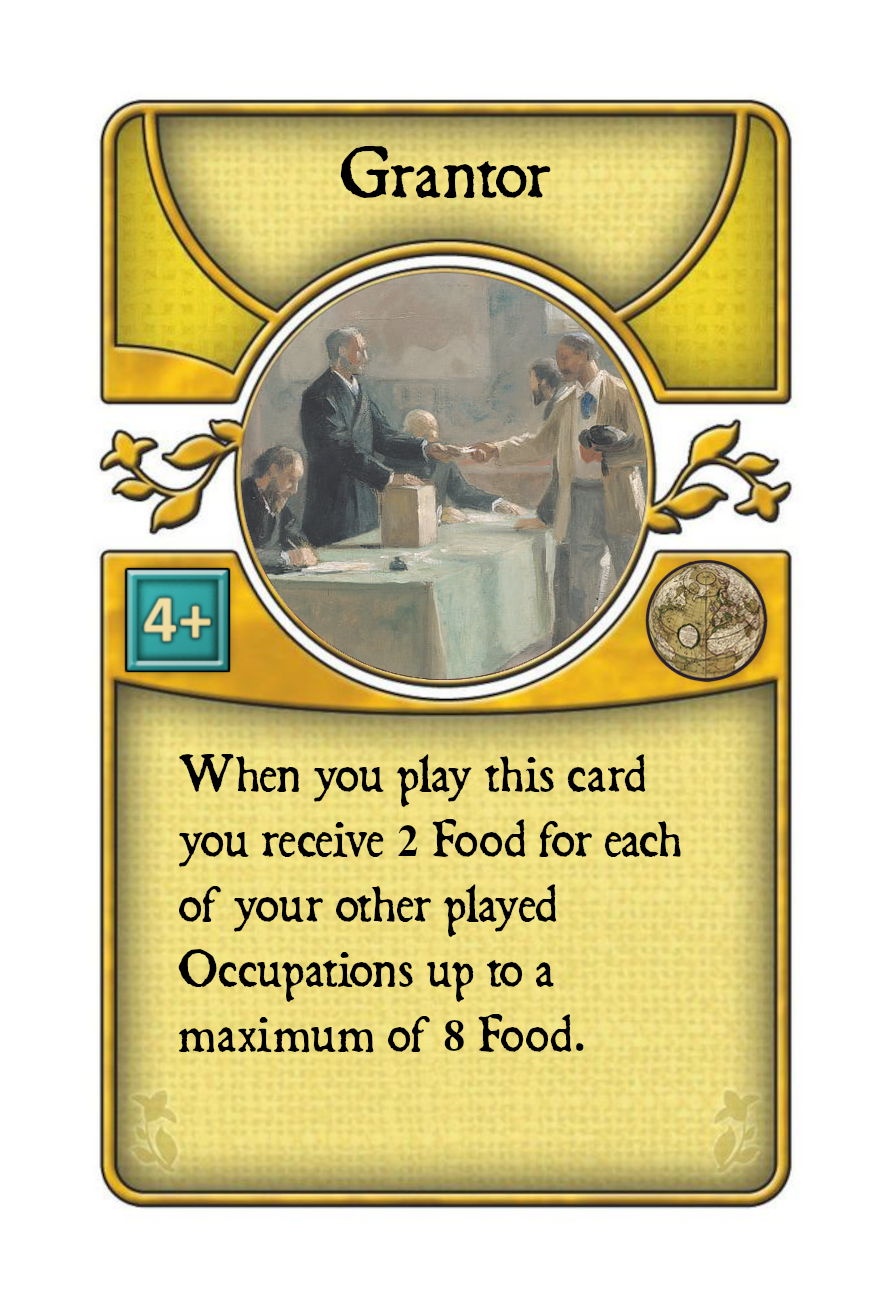 Grantor
4+
When you play this card
you receive 2 Food for each
of your other played
Occupations up to a
maximum of 8 Food.